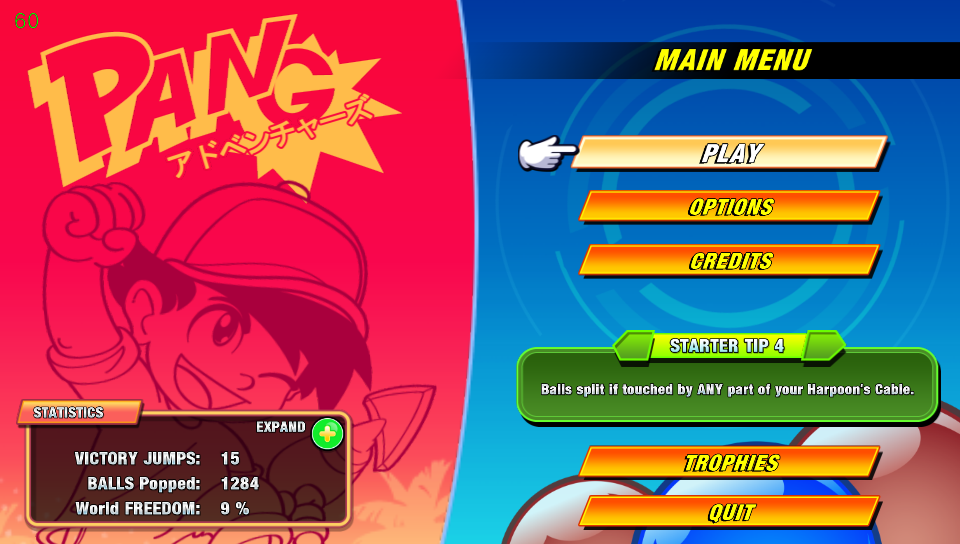 60
PANG
アドベンチャーズ
MAIN MENU
PLAY
OPTIONS
CREDITS
STARTER TIP 4
Balls split if touched by ANY part of your Harpoon's Cable.
STATISTICS
EXPAND
VICTORY JUMPS: 15
BALLS Popped: 1284
World FREEDOM: 9 %
TROPHIES
QUIT